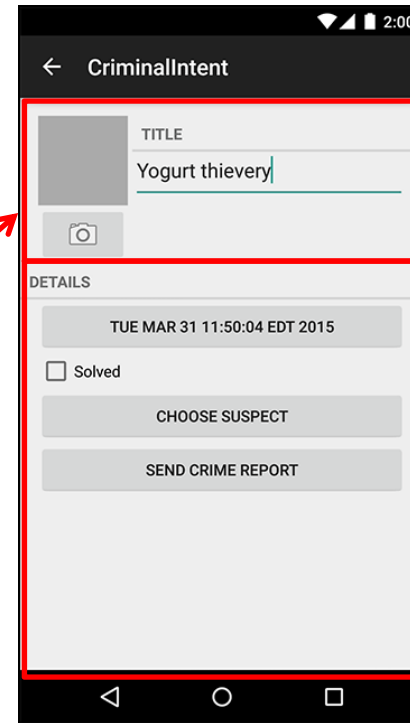 2:00
CriminalIntent
TITLE
Yogurt thievery
DETAILS
TUE MAR 31 11:50:04 EDT 2015
Solved
CHOOSE SUSPECT
SEND CRIME REPORT